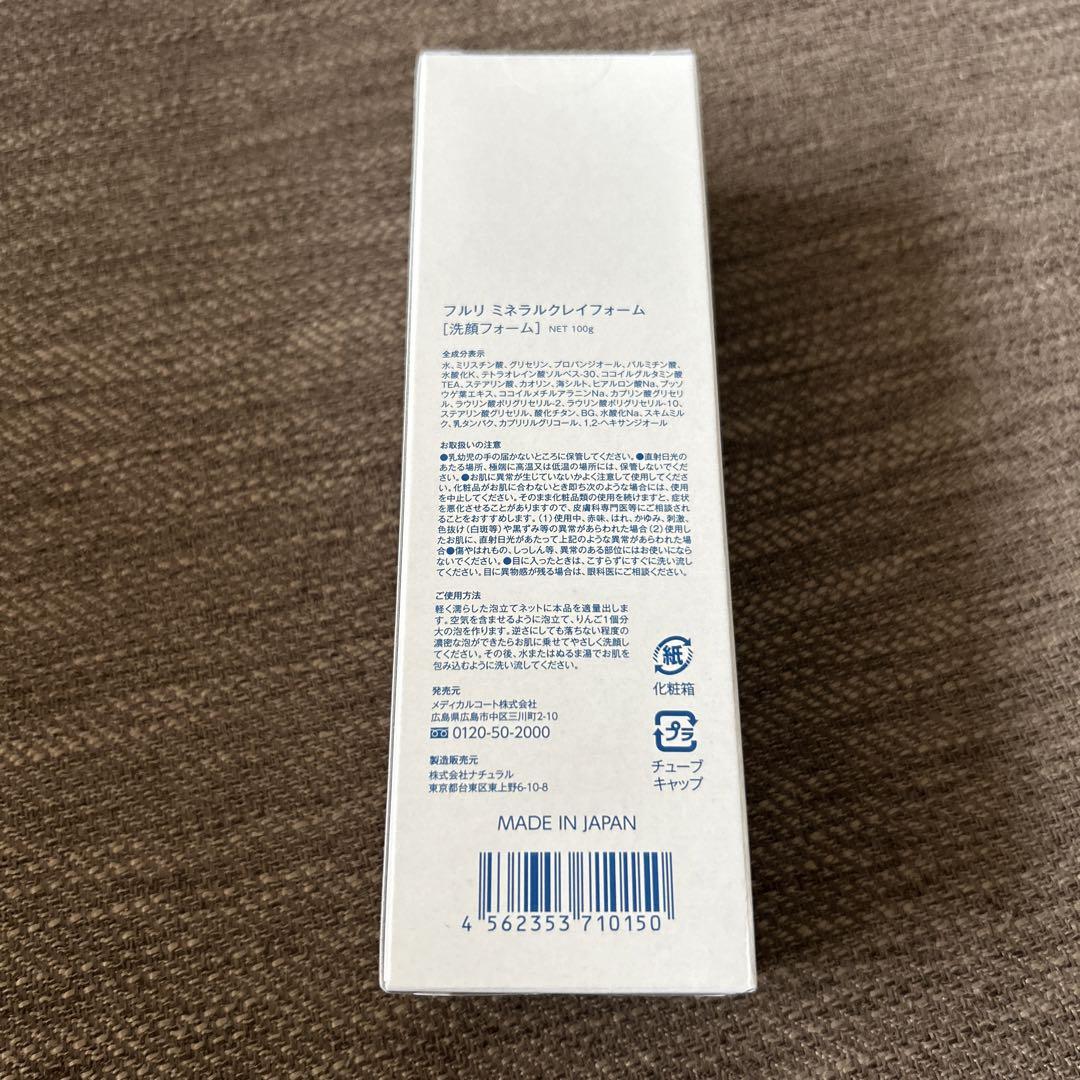 フルリ ミネラルクレイフォーム
[洗顔フォーム] NET 100g
全成分表示
水、ミリスチン酸、グリセリン、プロパンジオール、パルミチン酸、
水酸化K、テトラオレイン酸ソルベス-30、ココイルグルタミン酸
TEA、ステアリン酸、カオリン、海シルト、ヒアルロン酸Na、ブッソ
ウゲ葉エキス、ココイルメチルアラニンNa、カプリン酸グリセリ
ル、ラウリン酸ポリグリセリル-2、ラウリン酸ポリグリセリル-10、
ステアリン酸グリセリル、酸化チタン、BG、水酸化Na、スキムミル
ク、乳タンパク、カプリリルグリコール、1,2-ヘキサンジオール
お取扱いの注意
●乳幼児の手の届かないところに保管してください。●直射日光の
あたる場所、極端に高温又は低温の場所には、保管しないでくだ
さい。●お肌に異常が生じていないかよく注意して使用してくださ
い。化粧品がお肌に合わないとき即ち次のような場合には、使用
を中止してください。そのまま化粧品類の使用を続けますと、症状
を悪化させることがありますので、皮膚科専門医等にご相談され
ることをおすすめします。(1)使用中、赤味、はれ、かゆみ、刺激、
色抜け(白斑等)や黒ずみ等の異常があらわれた場合(2)使用し
たお肌に、直射日光があたって上記のような異常があらわれた場
合●傷やはれもの、しっしん等、異常のある部位にはお使いになら
ないでください。●目に入ったときは、こすらずにすぐに洗い流し
てください。目に異物感が残る場合は、眼科医にご相談ください。
ご使用方法
軽く濡らした泡立てネットに本品を適量出しま
す。空気を含ませるように泡立て、りんご1個分
大の泡を作ります。逆さにしても落ちない程度の
濃密な泡ができたらお肌に乗せてやさしく洗顔し
てください。その後、水またはぬるま湯でお肌を
包み込むように洗い流してください。
紙
化粧箱
発売元
メディカルコート株式会社
広島県広島市中区三川町2-10
0120-50-2000
プラ
チューブ
キャップ
製造販売元
株式会社ナチュラル
東京都台東区東上野6-10-8
MADE IN JAPAN
4 562353 710150